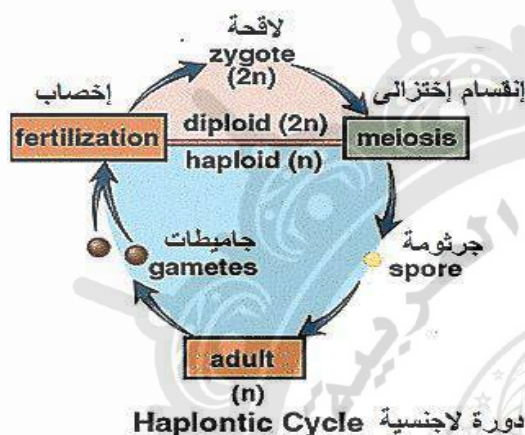 لاقحة
zygote
(2n)
إخصاب
إنقسام إختزالى
fertilization
diploid (2n)
meiosis
haploid (n)
جاميطات
gametes
جرثومة
spore
adult
(n)
Haplontic Cycle دورة لاجنسية